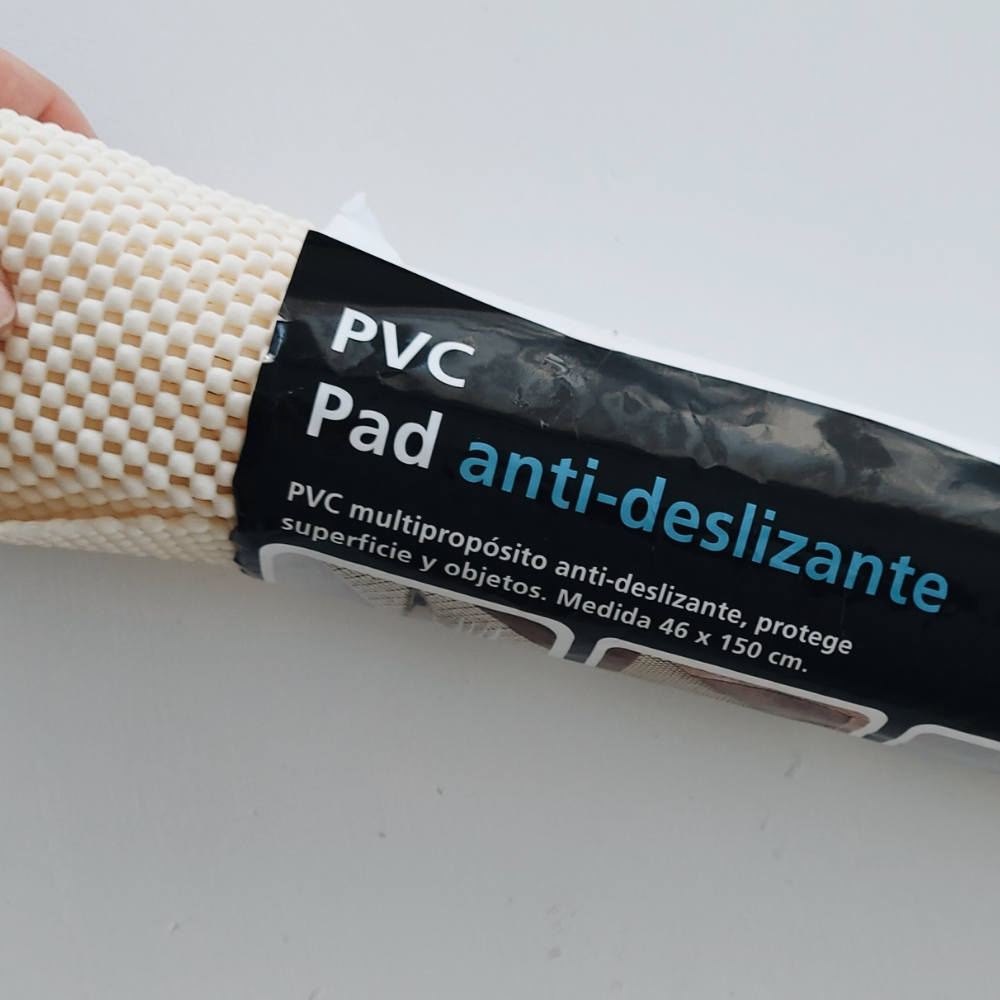 PVC
Pad anti-deslizante
PVC multipropósito anti-deslizante, protege
superficie y objetos. Medida 46 x 150 cm.